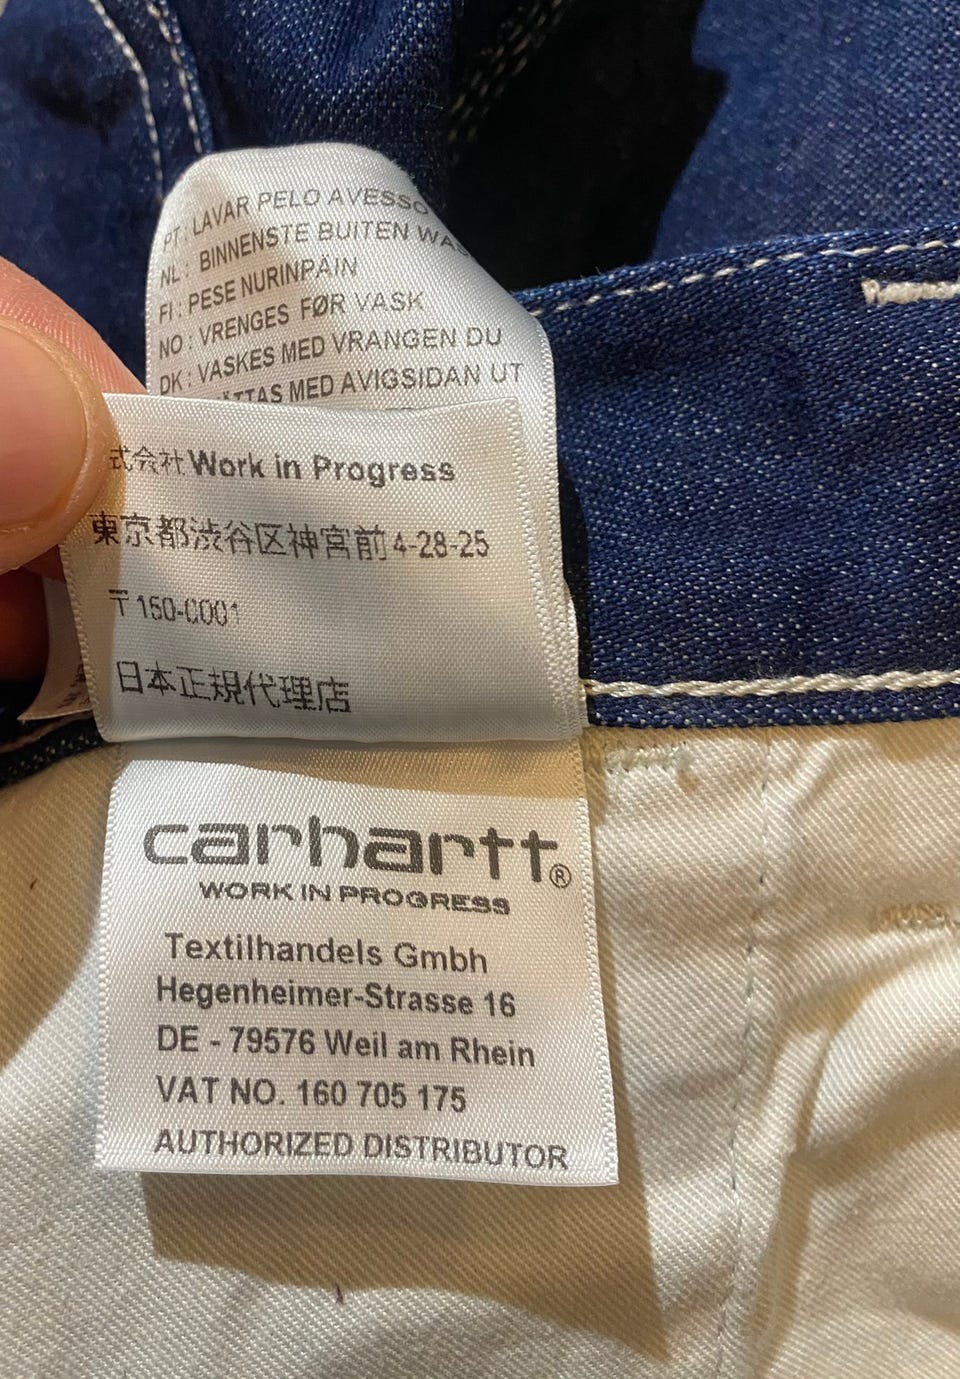 PT : LAVAR PELO AVESSO
NL : BINNENSTE BUITEN
FI : PESE NURINPÄIN
NO : VRENGES FØR VASK
DK : VASKES MED VRANGEN DU
MED AVIGSIDAN UT
式会社Work in Progress
東京都渋谷区神宮前4-28-25
〒150-0001
日本正規代理店
carhartt®
WORK IN PROGRESS
Textilhandels Gmbh
Hegenheimer-Strasse 16
DE - 79576 Weil am Rhein
VAT NO. 160 705 175
AUTHORIZED DISTRIBUTOR